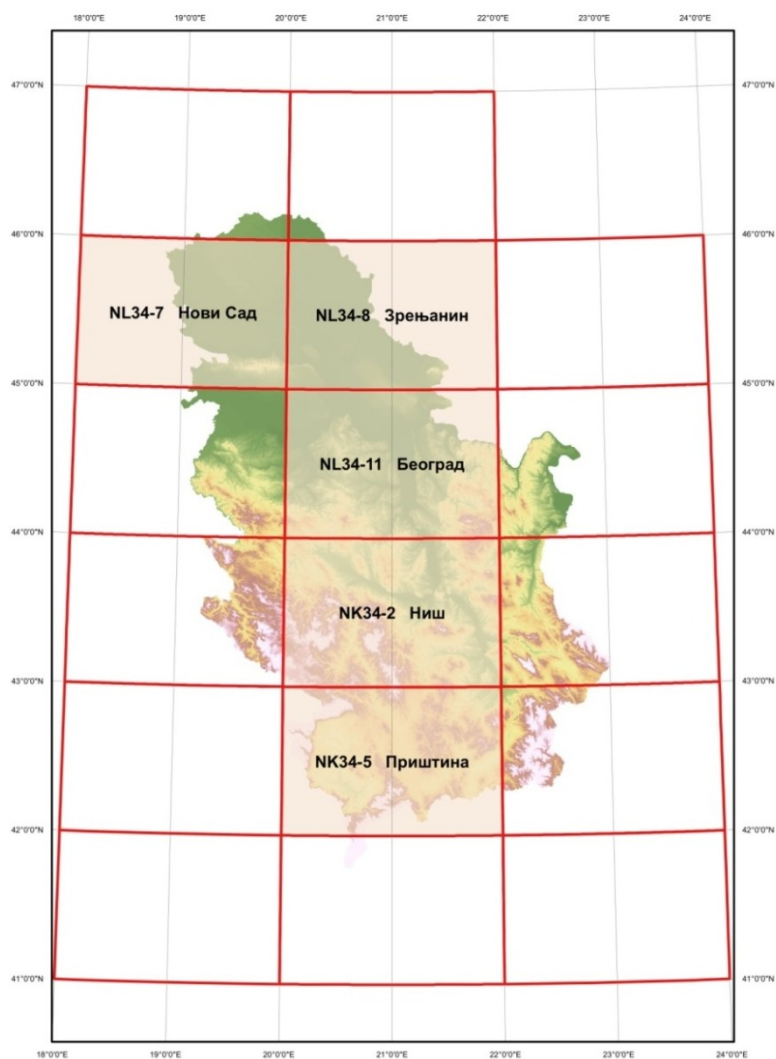 18°0'0"E 19°0'0"E 20°0'0"E 21°0'0"E 22°0'0"E 23°0'0"E 24°0'0"E
47°0'0"N 47°0'0"N
46°0'0"N 46°0'0"N
NL34-7 Нови Сад NL34-8 Зрењанин
45°0'0"N 45°0'0"N
NL34-11 Београд
44°0'0"N 44°0'0"N
NK34-2 Ниш
43°0'0"N 43°0'0"N
NK34-5 Приштина
42°0'0"N 42°0'0"N
41°0'0"N 41°0'0"N
18°0'0"E 19°0'0"E 20°0'0"E 21°0'0"E 22°0'0"E 23°0'0"E 24°0'0"E